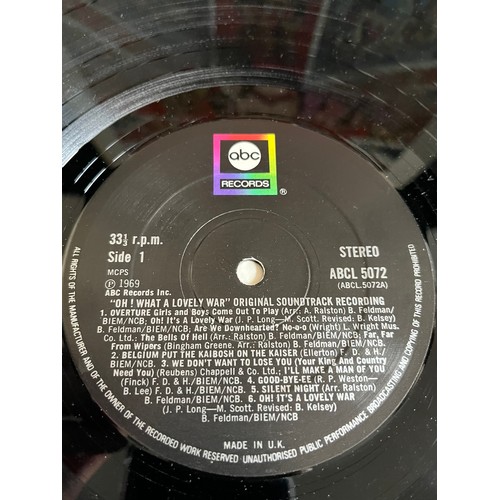 abc
RECORDS
®
33⅓ r.p.m.
Side 1
MCPS
Ⓟ 1969
ABC Records Inc.
STEREO
ABCL 5072
(ABCL.5072A)
"OH ! WHAT A LOVELY WAR" ORIGINAL SOUNDTRACK RECORDING
1. OVERTURE Girls and Boys Come Out To Play (Arr. A. Ralston) B. Feldman/
BIEM/NCB; Oh! It's A Lovely War (J. P. Long—M. Scott. Revised: B. Kelsey)
B. Feldman/BIEM/NCB; Are We Downhearted? No-o-o (Wright) L. Wright Mus.
Co. Ltd.; The Bells Of Hell (Arr.: Ralston) B. Feldman/BIEM/NCB; Far, Far
From Wipers (Bingham Greene. Arr.: Ralston) B. Feldman/BIEM/NCB
2. BELGIUM PUT THE KAIBOSH ON THE KAISER (Ellerton) F. D. & H./
BIEM/NCB 3. WE DON'T WANT TO LOSE YOU (Your King And Country
Need You) (Reubens) Chappell & Co. Ltd.; I'LL MAKE A MAN OF YOU
(Finck) F. D. & H./BIEM/NCB 4. GOOD-BYE-EE (R. P. Weston—
B. Lee) F. D. & H./BIEM/NCB 5. SILENT NIGHT (Arr: Ralston)
B. Feldman/BIEM/NCB 6. OH! IT'S A LOVELY WAR
(J. P. Long—M. Scott. Revised: B. Kelsey)
B. Feldman/BIEM/NCB
MADE IN U.K.
ALL RIGHTS OF THE MANUFACTURER AND OF THE OWNER OF THE RECORDED WORK RESERVED UNAUTHORISED PUBLIC PERFORMANCE BROADCASTING AND COPYING OF THIS RECORD PROHIBITED